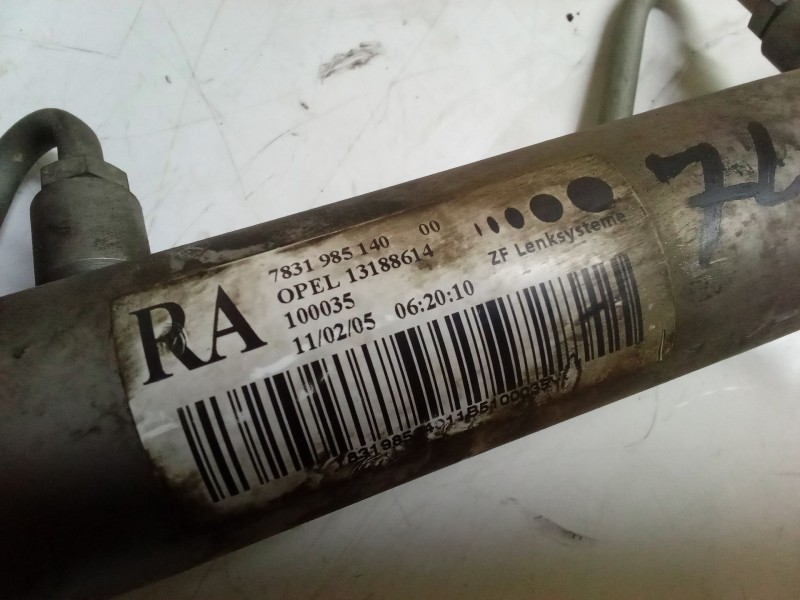 RA
7831 985 140 00
OPEL 13188614
100035
11/02/05 06:20:10
ZF Lenksysteme